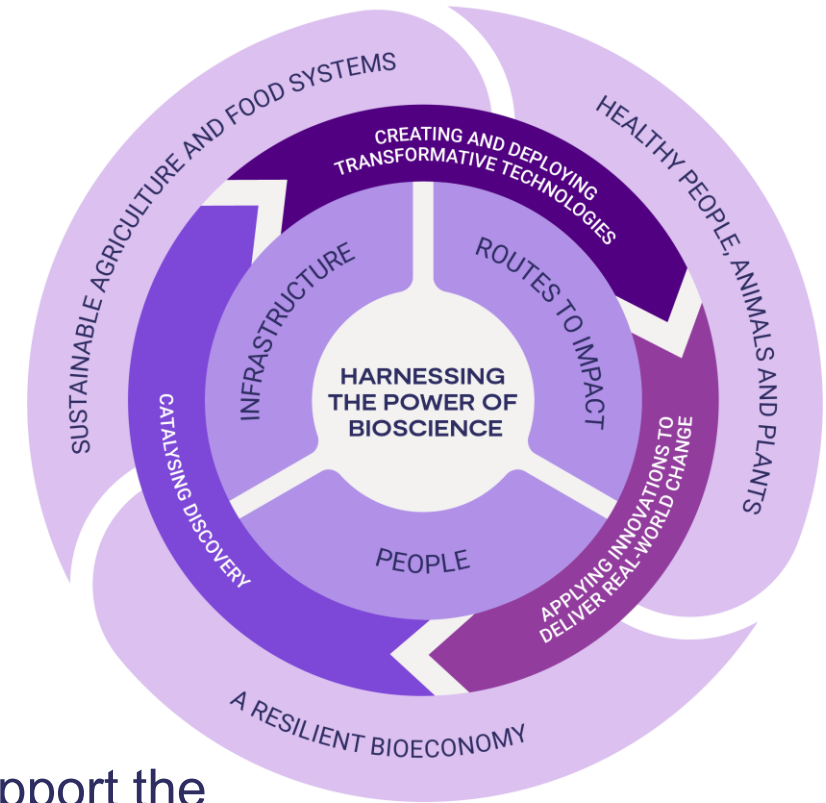 SUSTAINABLE AGRICULTURE AND FOOD SYSTEMS
HEALTHY PEOPLE, ANIMALS AND PLANTS
CREATING AND DEPLOYING
TRANSFORMATIVE TECHNOLOGIES
INFRASTRUCTURE
ROUTES TO IMPACT
HARNESSING
THE POWER OF
BIOSCIENCE
CATALYSING DISCOVERY
APPLYING INNOVATIONS TO
DELIVER REAL-WORLD CHANGE
PEOPLE
A RESILIENT BIOECONOMY
the